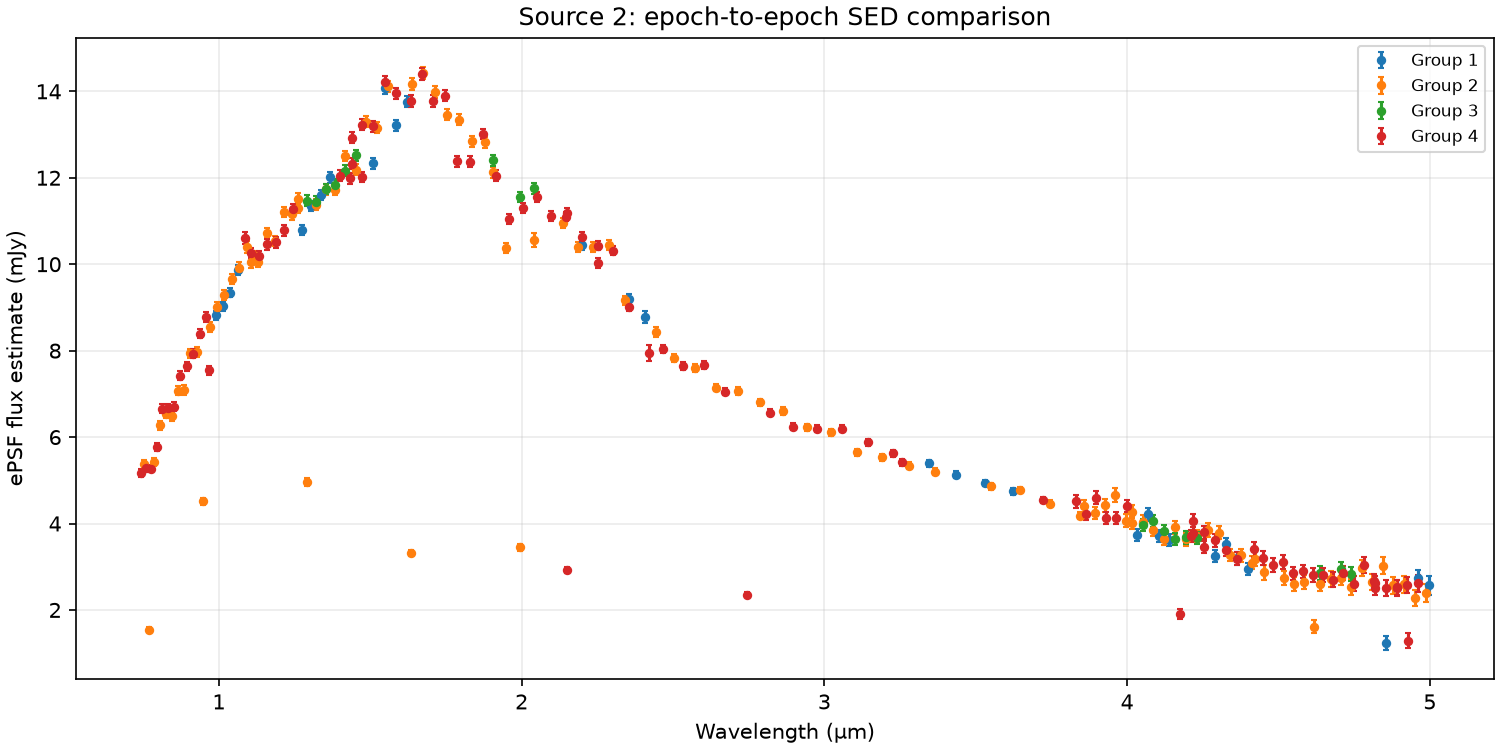 Source 2: epoch-to-epoch SED comparison
Group 1
Group 2
Group 3
Group 4
ePSF flux estimate (mJy)
14
12
10
8
6
4
2
1 2 3 4 5
Wavelength (µm)